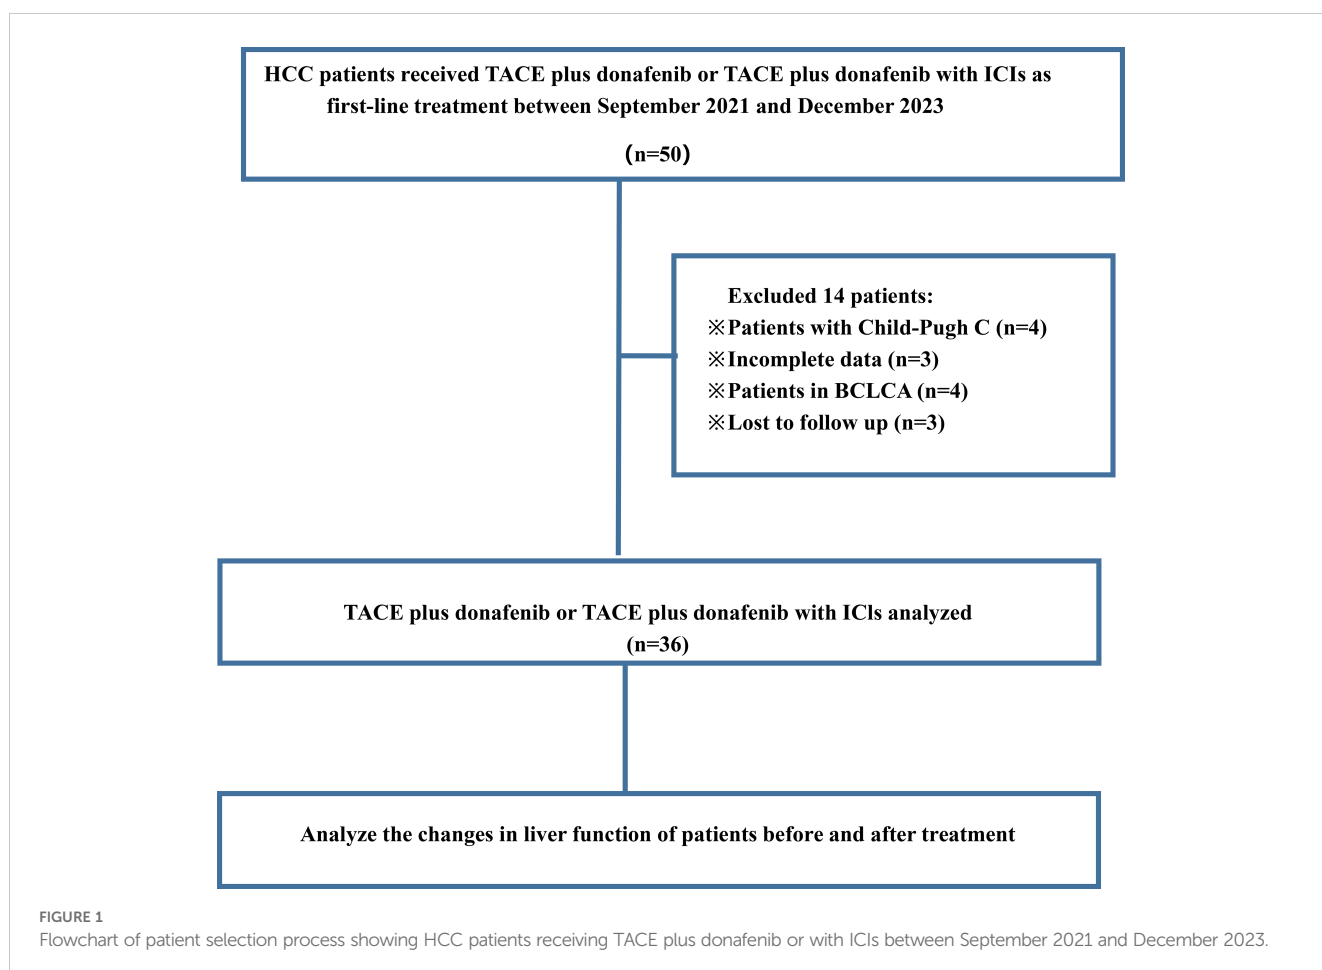 HCC patients received TACE plus donafenib or TACE plus donafenib with ICIs as
first-line treatment between September 2021 and December 2023
(n=50)
Excluded 14 patients:
※Patients with Child-Pugh C (n=4)
※Incomplete data (n=3)
※Patients in BCLCA (n=4)
※Lost to follow up (n=3)
TACE plus donafenib or TACE plus donafenib with ICls analyzed
(n=36)
Analyze the changes in liver function of patients before and after treatment
FIGURE 1
Flowchart of patient selection process showing HCC patients receiving TACE plus donafenib or with ICIs between September 2021 and December 2023.